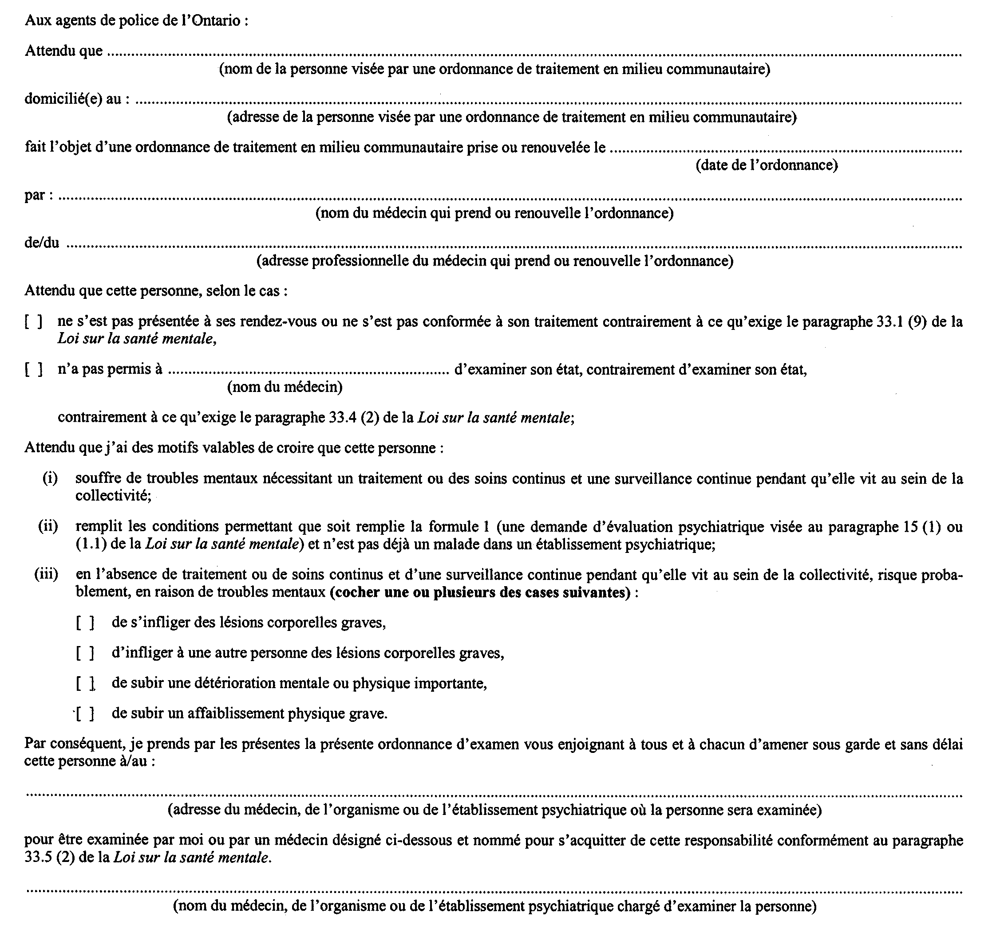 Aux agents de police de l'Ontario :
Attendu que ....................
(nom de la personne visée par une ordonnance de traitement en milieu communautaire)
domicilié(e) au : ....................
(adresse de la personne visée par une ordonnance de traitement en milieu communautaire)
fait l'objet d'une ordonnance de traitement en milieu communautaire prise ou renouvelée le ....................
(date de l'ordonnance)
par : ....................
(nom du médecin qui prend ou renouvelle l'ordonnance)
de/du ....................
(adresse professionnelle du médecin qui prend ou renouvelle l'ordonnance)
Attendu que cette personne, selon le cas :
[ ] ne s'est pas présentée à ses rendez-vous ou ne s'est pas conformée à son traitement contrairement à ce qu'exige le paragraphe 33.1 (9) de la
Loi sur la santé mentale,
[ ] n'a pas permis à .................... d'examiner son état, contrairement d'examiner son état,
(nom du médecin)
contrairement à ce qu'exige le paragraphe 33.4 (2) de la Loi sur la santé mentale;
Attendu que j'ai des motifs valables de croire que cette personne :
(i) souffre de troubles mentaux nécessitant un traitement ou des soins continus et une surveillance continue pendant qu'elle vit au sein de la
collectivité;
(ii) remplit les conditions permettant que soit remplie la formule 1 (une demande d'évaluation psychiatrique visée au paragraphe 15 (1) ou
(1.1) de la Loi sur la santé mentale) et n'est pas déjà un malade dans un établissement psychiatrique;
(iii) en l'absence de traitement ou de soins continus et d'une surveillance continue pendant qu'elle vit au sein de la collectivité, risque proba-
blement, en raison de troubles mentaux (cocher une ou plusieurs des cases suivantes) :
[ ] de s'infliger des lésions corporelles graves,
[ ] d'infliger à une autre personne des lésions corporelles graves,
[ ] de subir une détérioration mentale ou physique importante,
[ ] de subir un affaiblissement physique grave.
Par conséquent, je prends par les présentes la présente ordonnance d'examen vous enjoignant à tous et à chacun d'amener sous garde et sans délai
cette personne à/au :
....................
(adresse du médecin, de l'organisme ou de l'établissement psychiatrique où la personne sera examinée)
pour être examinée par moi ou par un médecin désigné ci-dessous et nommé pour s'acquitter de cette responsabilité conformément au paragraphe
33.5 (2) de la Loi sur la santé mentale.
....................
(nom du médecin, de l'organisme ou de l'établissement psychiatrique chargé d'examiner la personne)